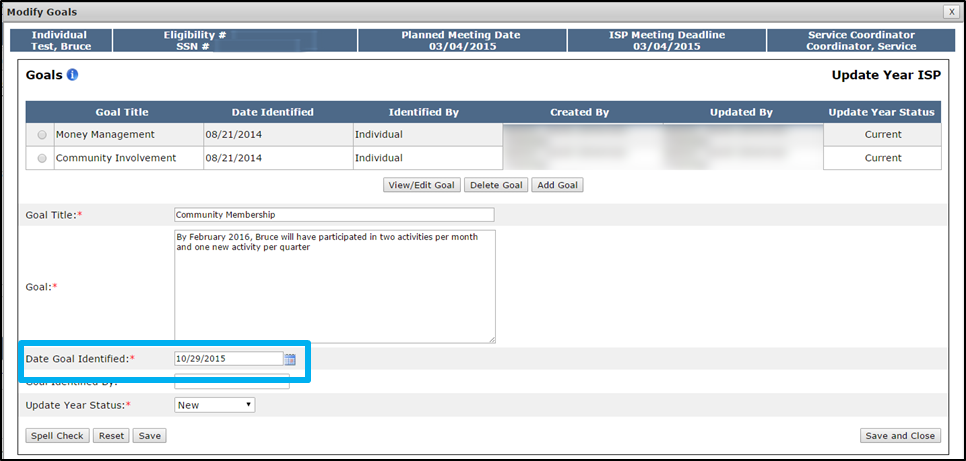 Modify Goals
X
Individual
Test, Bruce
Eligibility #
SSN #
Planned Meeting Date
03/04/2015
ISP Meeting Deadline
03/04/2015
Service Coordinator
Coordinator, Service
Goals i
Update Year ISP
Goal Title Date Identified Identified By Created By Updated By Update Year Status
Money Management 08/21/2014 Individual Current
Community Involvement 08/21/2014 Individual Current
View/Edit Goal Delete Goal Add Goal
Goal Title:* Community Membership
By February 2016, Bruce will have participated in two activities per month
and one new activity per quarter
Goal:*
Date Goal Identified:* 10/29/2015
Goal Identified By:
Update Year Status:* New
Spell Check Reset Save Save and Close